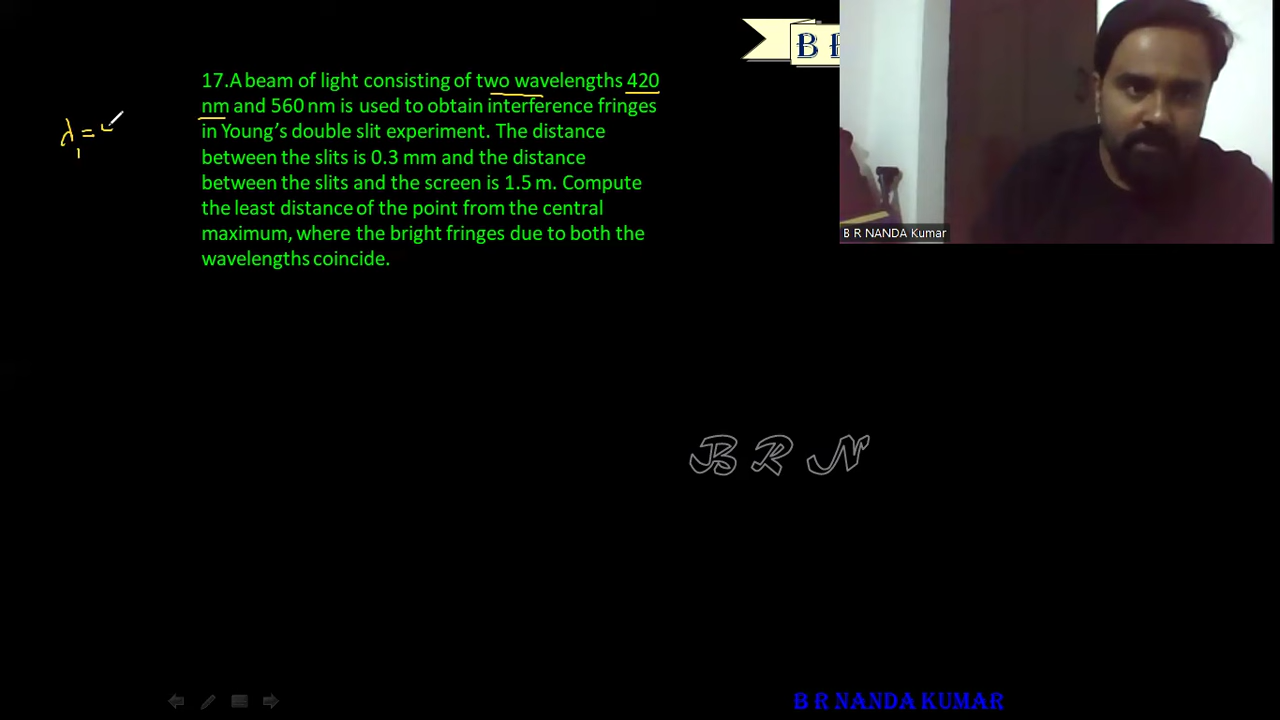 B
17.A beam of light consisting of two wavelengths 420
nm and 560 nm is used to obtain interference fringes
in Young’s double slit experiment. The distance
between the slits is 0.3 mm and the distance
between the slits and the screen is 1.5 m. Compute
the least distance of the point from the central
maximum, where the bright fringes due to both the
wavelengths coincide.
λ₁ =
B R NANDA Kumar
B R N
B R NANDA KUMAR